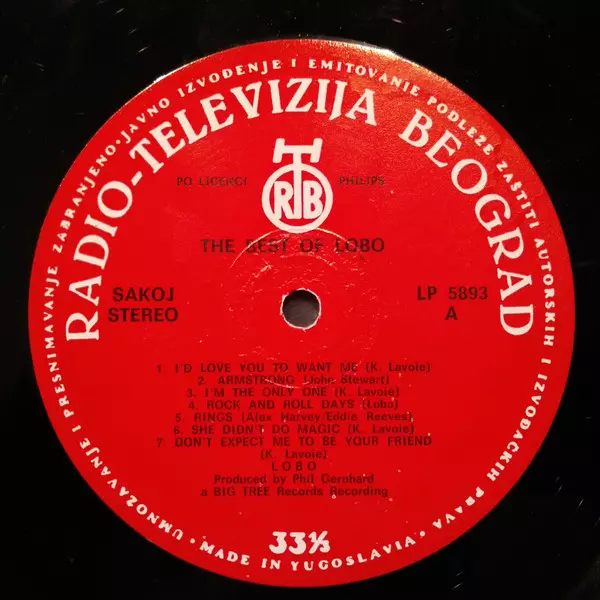 UMNOŽAVANJE I PRESNIMAVANJE ZABRANJENO · JAVNO IZVOĐENJE I EMITOVANJE PODLEŽE ZAŠTITI AUTORSKIH I IZVOĐAČKIH PRAVA ·
RADIO-TELEVIZIJA BEOGRAD
PO LICENCI PHILIPS
RTB
THE BEST OF LOBO
SAKOJ LP 5893
STEREO A
1. I'D LOVE YOU TO WANT ME (K. Lavoie)
2. ARMSTRONG (John Stewart)
3. I'M THE ONLY ONE (K. Lavoie)
4. ROCK AND ROLL DAYS (Lobo)
5. RINGS (Alex Harvey/Eddie Reeves)
6. SHE DIDN'T DO MAGIC (K. Lavoie)
7. DON'T EXPECT ME TO BE YOUR FRIEND
(K. Lavoie)
LOBO
Produced by Phil Gernhard
a BIG TREE Records Recording
33⅓
· MADE IN YUGOSLAVIA ·